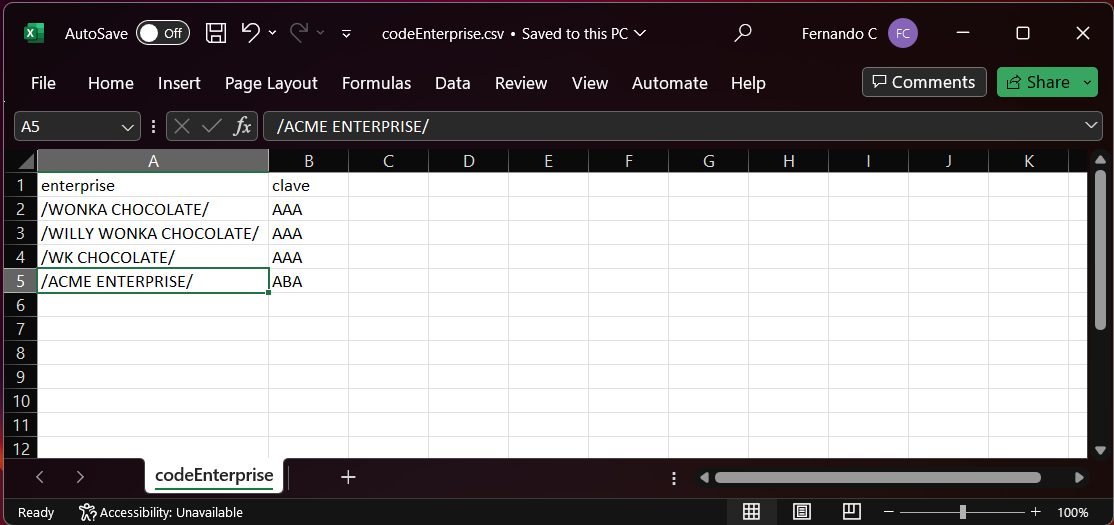 AutoSave Off codeEnterprise.csv • Saved to this PC Fernando C FC
File Home Insert Page Layout Formulas Data Review View Automate Help Comments Share
A5 fx /ACME ENTERPRISE/
A B C D E F G H I J K
1 enterprise clave
2 /WONKA CHOCOLATE/ AAA
3 /WILLY WONKA CHOCOLATE/ AAA
4 /WK CHOCOLATE/ AAA
5 /ACME ENTERPRISE/ ABA
6
7
8
9
10
11
12
codeEnterprise
Ready Accessibility: Unavailable 100%